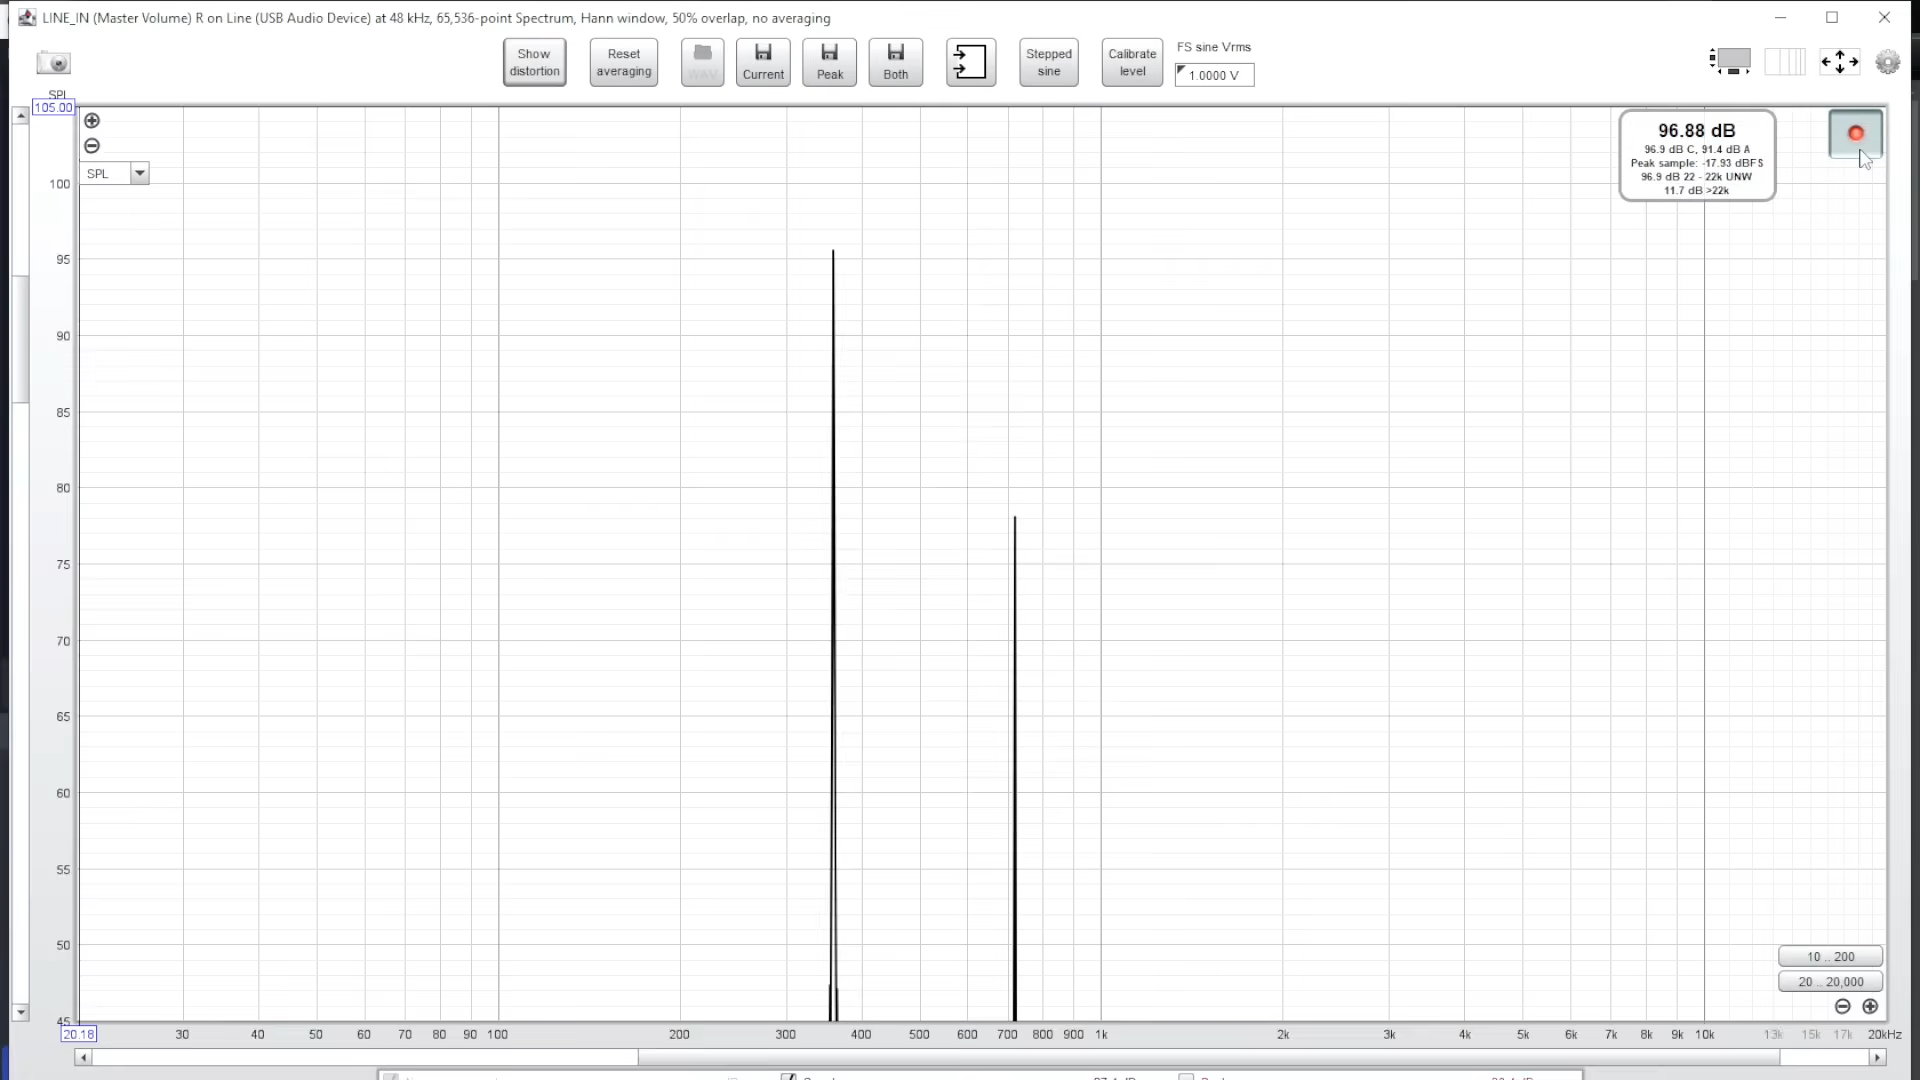 LINE_IN (Master Volume) R on Line (USB Audio Device) at 48 kHz, 65,536-point Spectrum, Hann window, 50% overlap, no averaging
Show distortion
Reset averaging
WAV
Current
Peak
Both
Stepped sine
Calibrate level
FS sine Vrms
1.0000 V
SPL
105.00
SPL
96.88 dB
96.9 dB C, 91.4 dB A
Peak sample: -17.93 dBFS
96.9 dB 22 - 22k UNW
11.7 dB >22k
100
95
90
85
80
75
70
65
60
55
50
45
10 .. 200
20 .. 20,000
20.18 30 40 50 60 70 80 90 100 200 300 400 500 600 700 800 900 1k 2k 3k 4k 5k 6k 7k 8k 9k 10k 13k 15k 17k 20kHz